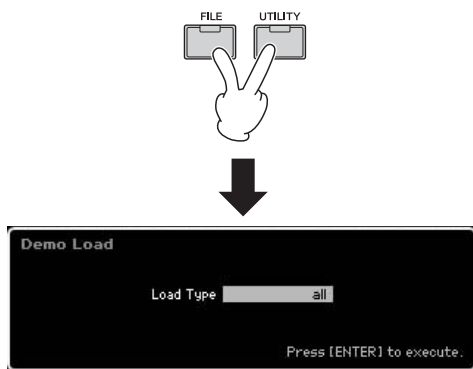 FILE UTILITY
Demo Load
Load Type all
Press [ENTER] to execute.